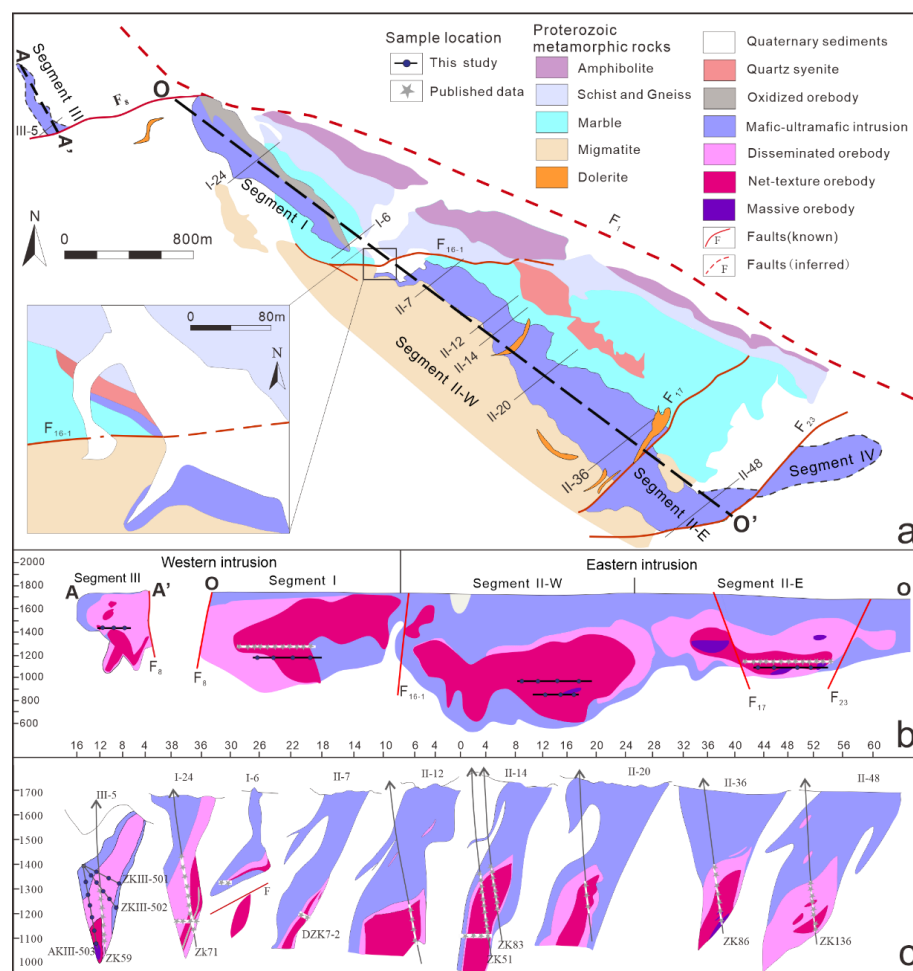 Sample location
This study
Published data
Proterozoic
metamorphic rocks
Amphibolite
Schist and Gneiss
Marble
Migmatite
Dolerite
Quaternary sediments
Quartz syenite
Oxidized orebody
Mafic-ultramafic intrusion
Disseminated orebody
Net-texture orebody
Massive orebody
F Faults(known)
F Faults(inferred)
A
Segment III
III-5
A'
F8
O
I-24
Segment I
I-6
F1
F16-1
N
0 800m
II-7
II-12
II-14
Segment II-W
II-20
F17
II-36
F23
II-48
Segment IV
Segment II-E
O'
0 80m
N
F16-1
a
2000
1800
1600
1400
1200
1000
800
600
Western intrusion
Eastern intrusion
Segment III
Segment I
Segment II-W
Segment II-E
A
A'
O
O
F8
F8
F16-1
F17
F23
b
16 12 8 4 38 34 30 26 22 18 14 10 6 2 0 4 8 12 16 20 24 28 32 36 40 44 48 52 56 60
1700
1600
1500
1400
1300
1200
1100
1000
III-5
I-24
I-6
II-7
II-12
II-14
II-20
II-36
II-48
ZKIII-501
ZKIII-502
AKIII-503
ZK59
Zk71
F
DZK7-2
ZK83
ZK51
ZK86
ZK136
c